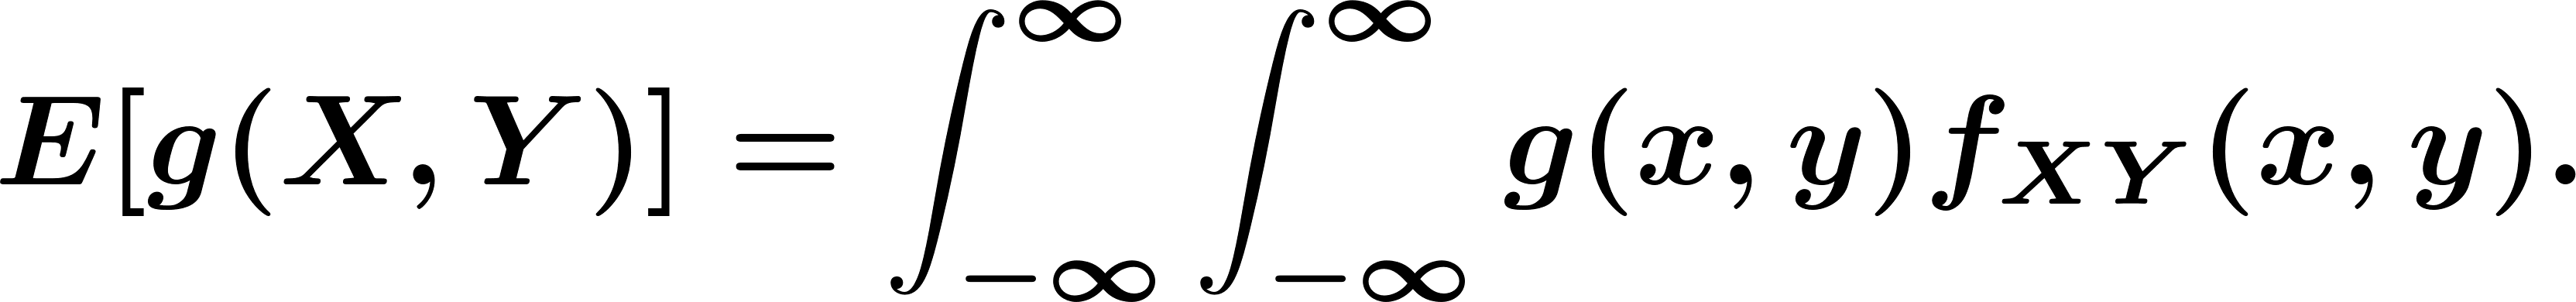 E[g(X, Y)] = ∫_{-∞}^{∞} ∫_{-∞}^{∞} g(x, y) f_{XY}(x, y).